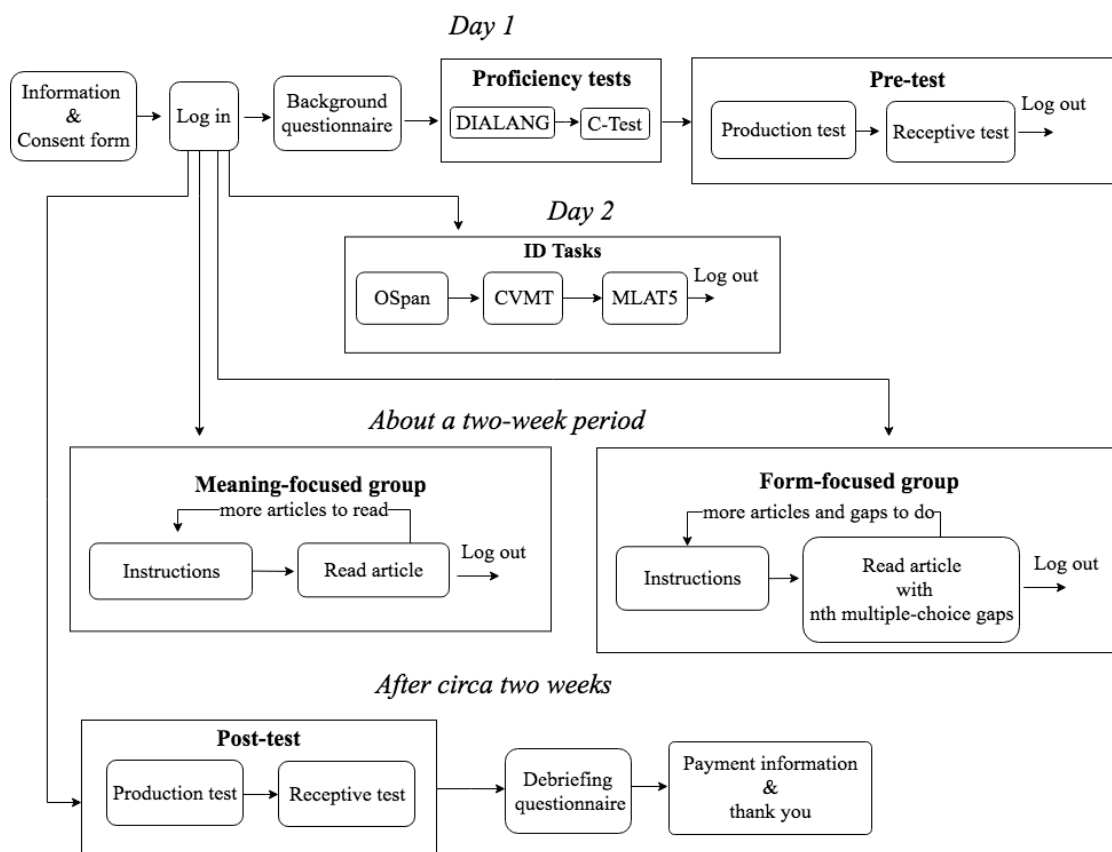 Day 1
Information
&
Consent form
Log in
Background
questionnaire
Proficiency tests
DIALANG
C-Test
Pre-test
Production test
Receptive test
Log out
Day 2
ID Tasks
OSpan
CVMT
MLAT5
Log out
About a two-week period
Meaning-focused group
more articles to read
Instructions
Read article
Log out
Form-focused group
more articles and gaps to do
Instructions
Read article
with
nth multiple-choice gaps
Log out
After circa two weeks
Post-test
Production test
Receptive test
Debriefing
questionnaire
Payment information
&
thank you